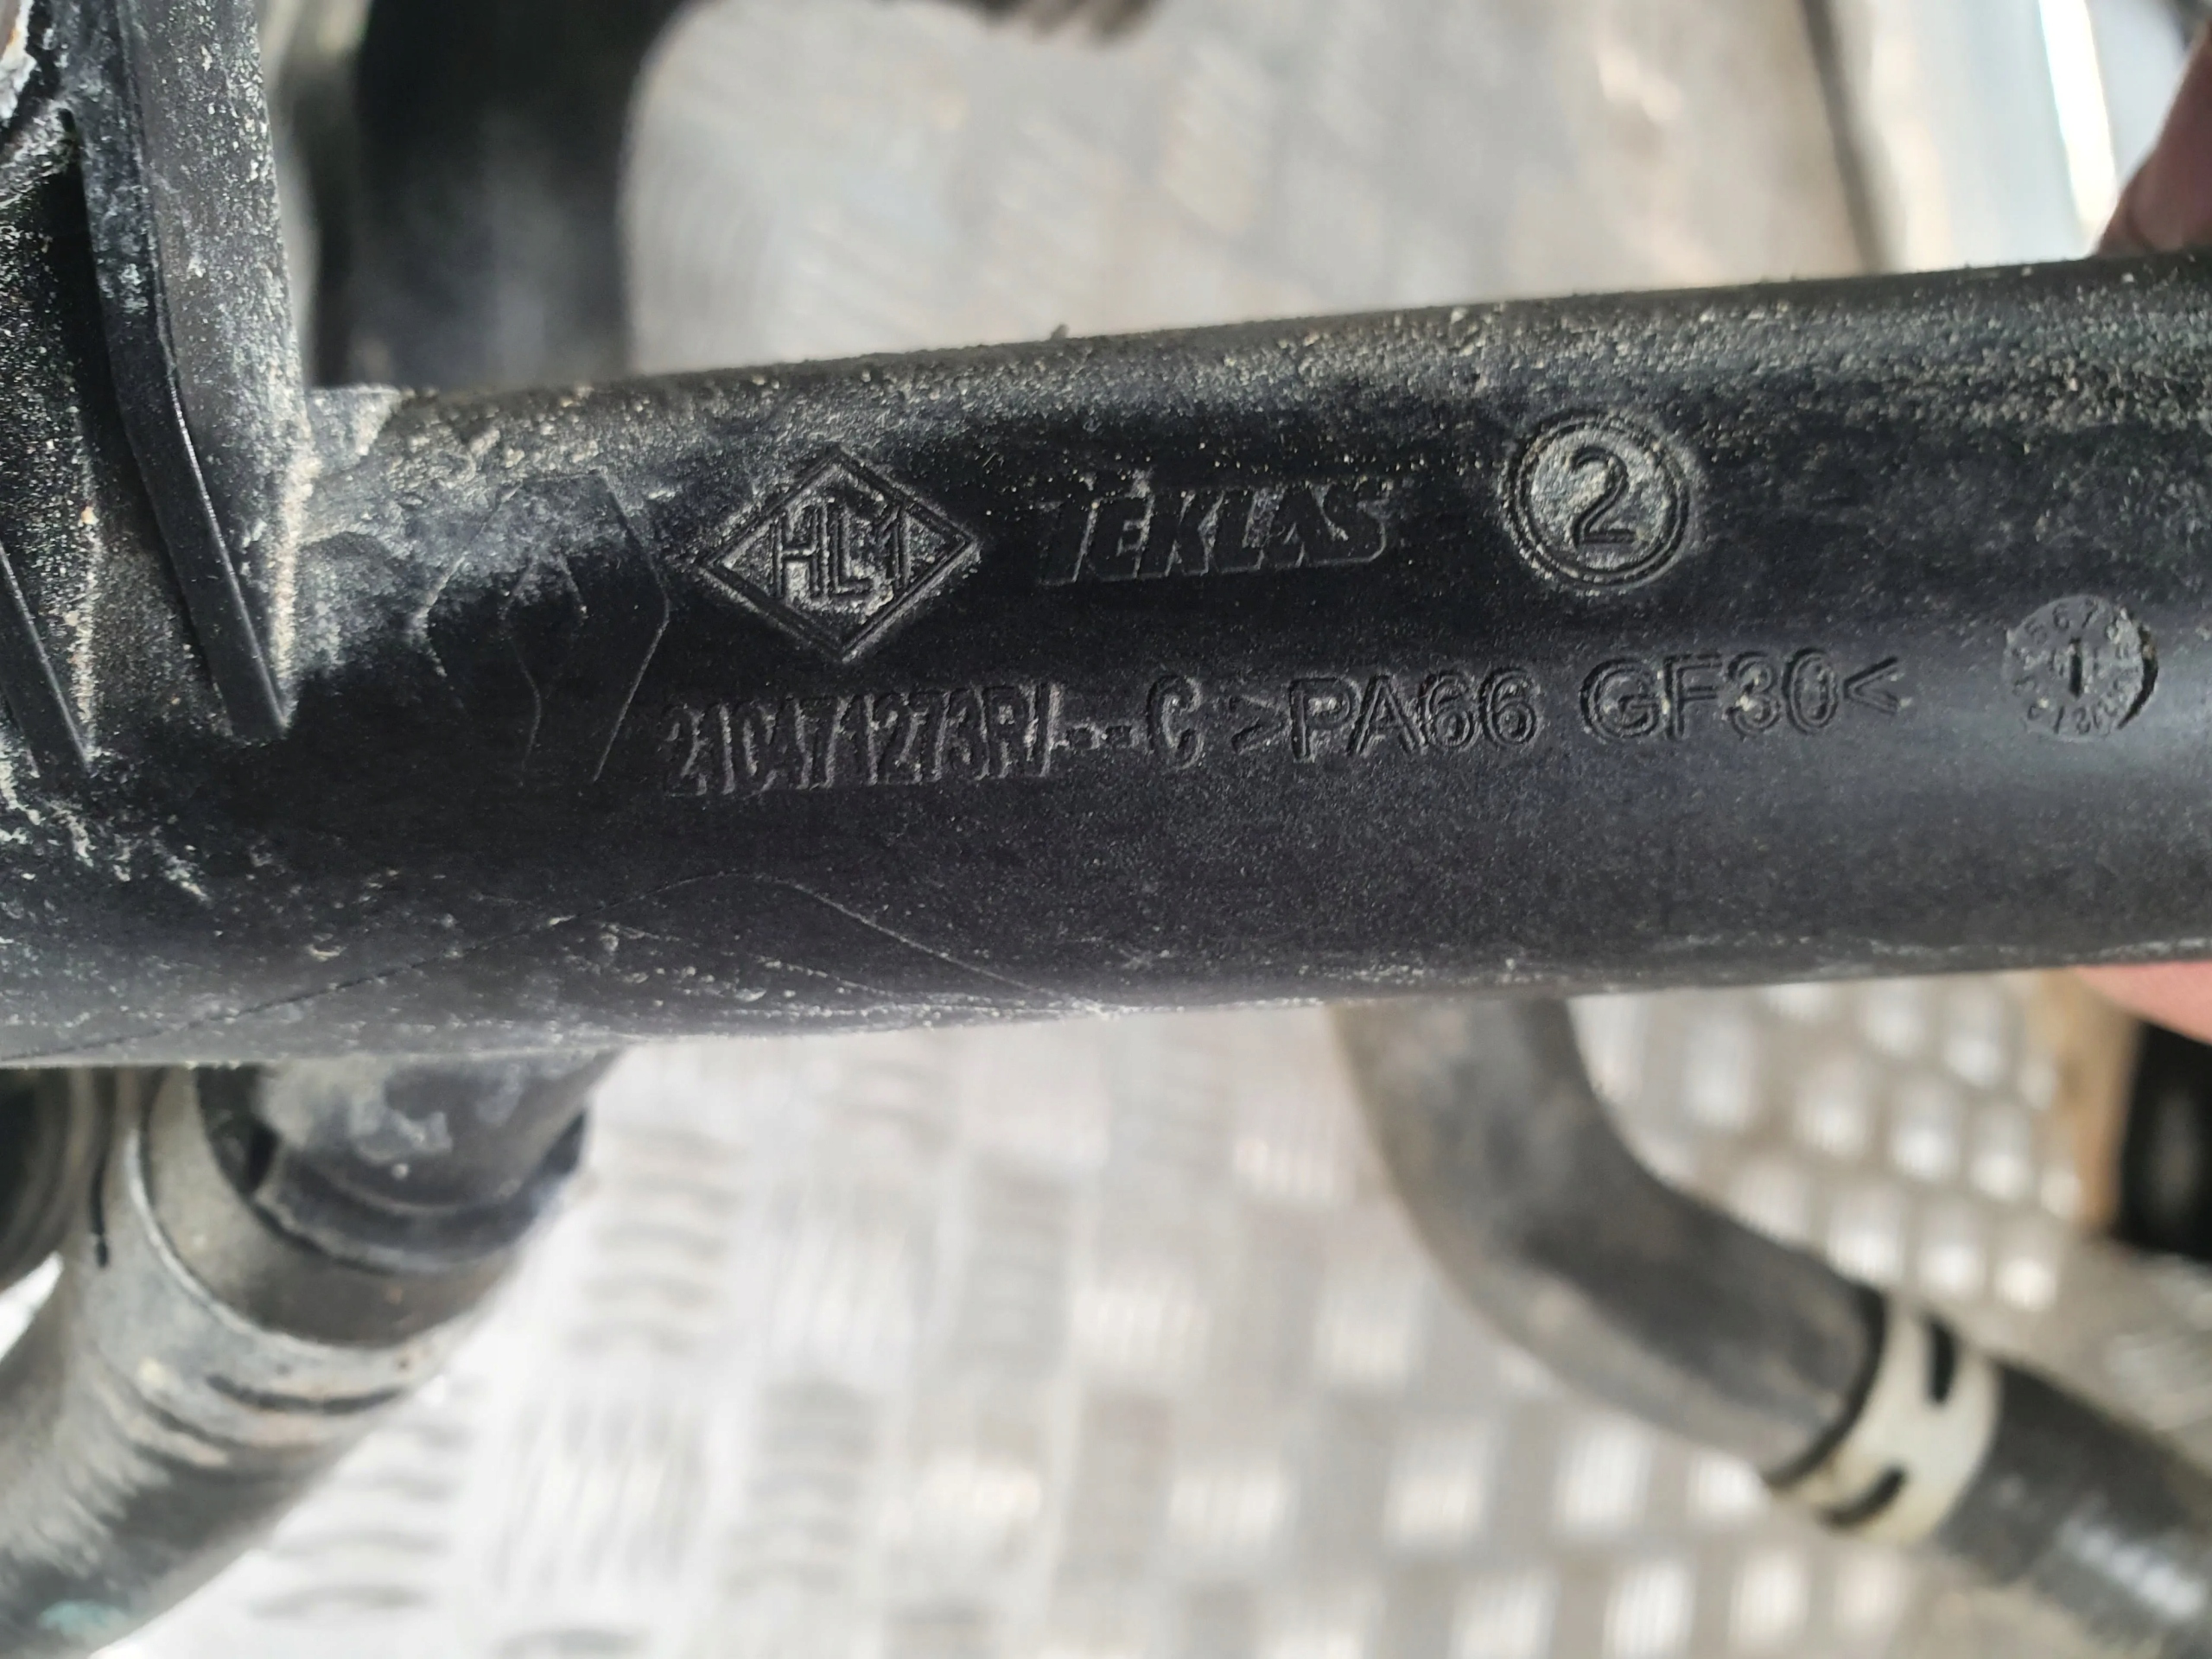 HL1 TEKLAS 2
210471273R/--C >PA66 GF30<